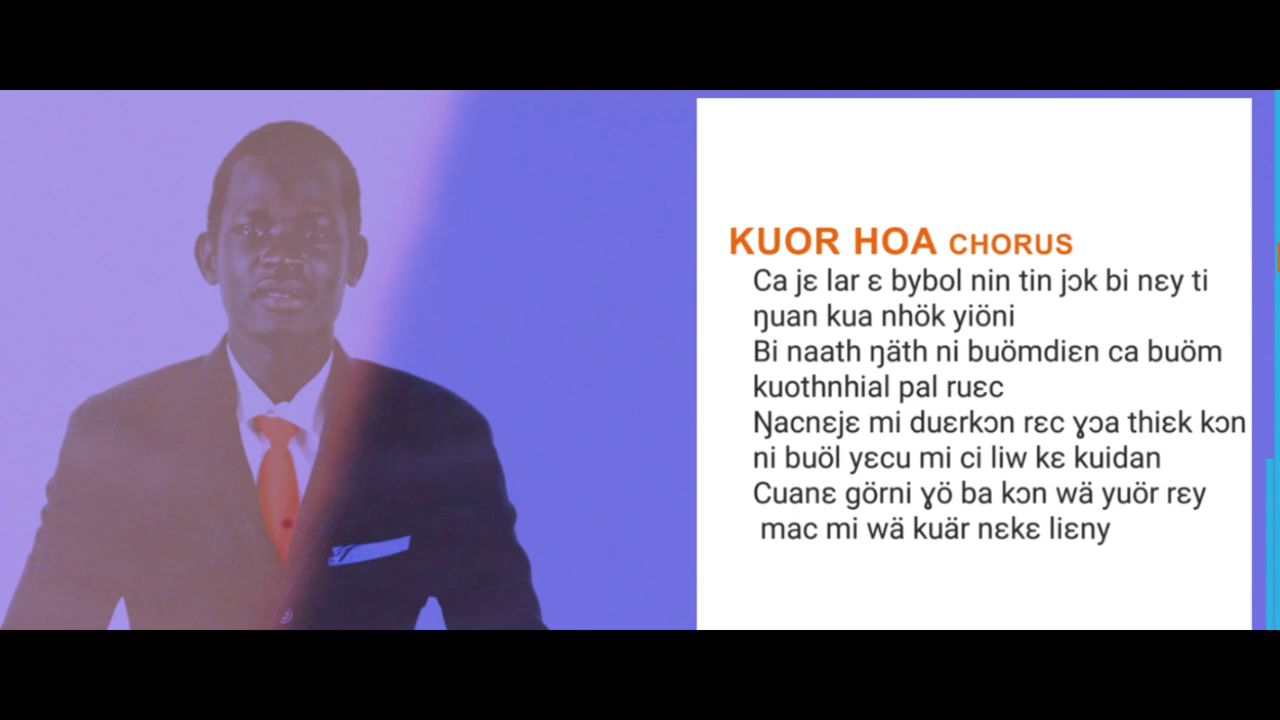 KUOR HOA CHORUS
Ca jɛ lar ɛ bybol nin tin jɔk bi nɛy ti
ŋuan kua nhök yiöni
Bi naath ŋäth ni buömdiɛn ca buöm
kuothnhial pal ruɛc
Ŋacnɛjɛ mi duɛrkɔn rɛc ɣɔa thiɛk kɔn
ni buöl yɛcu mi ci liw kɛ kuidan
Cuanɛ görni ɣö ba kɔn wä yuör rɛy
mac mi wä kuär nɛkɛ liɛny